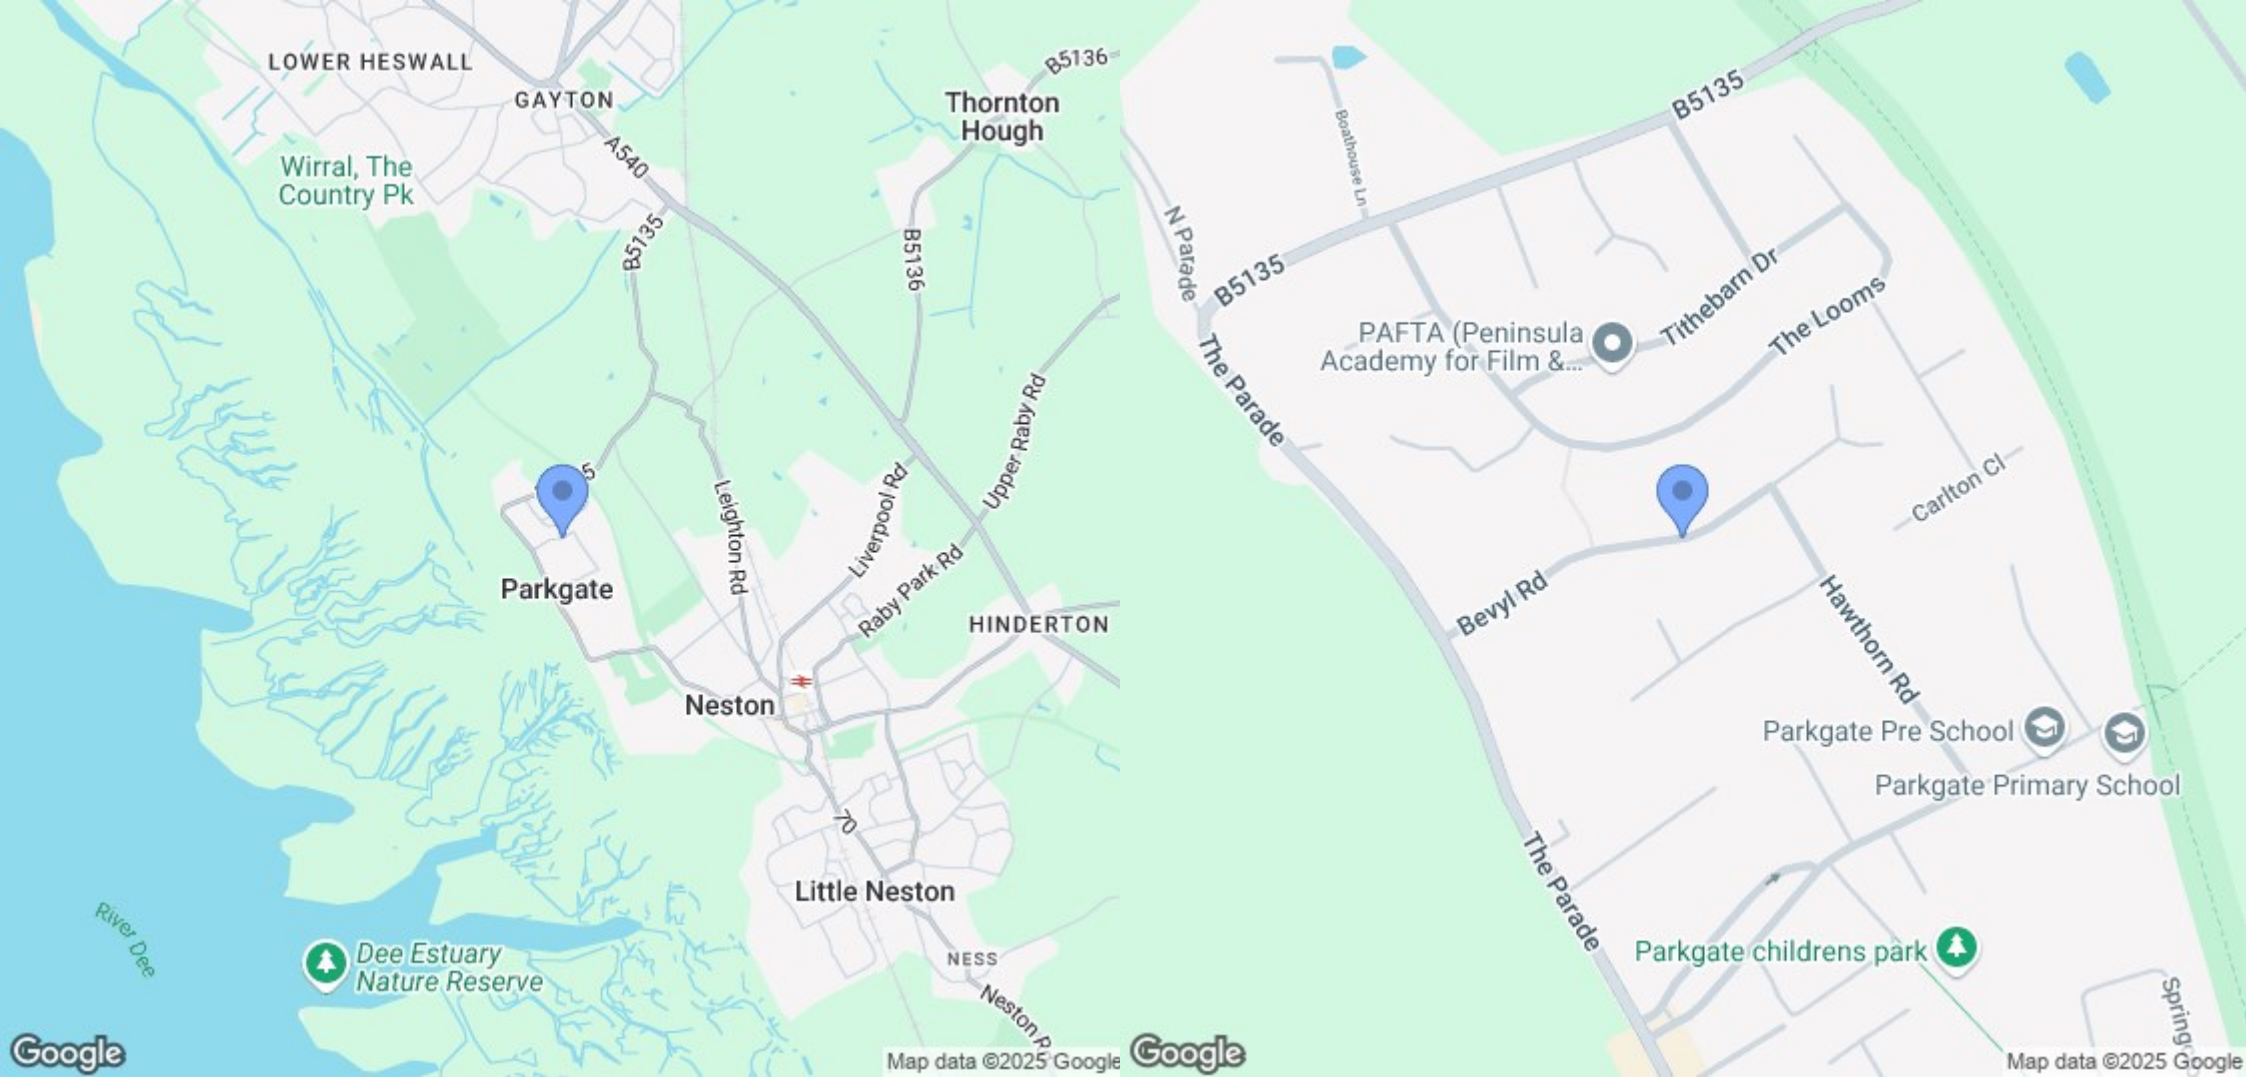 LOWER HESWALL
GAYTON
A540
B5136
Thornton
Hough
Wirral, The
Country Pk
B5135
B5136
5
Upper Raby Rd
Leighton Rd
Liverpool Rd
Raby Park Rd
Parkgate
HINDERTON
Neston
70
Little Neston
River Dee
Dee Estuary
Nature Reserve
NESS
Neston R
Google
Map data ©2025 Google
B5135
Boathouse Ln
N Parade
B5135
The Parade
PAFTA (Peninsula
Academy for Film &...
Tithebarn Dr
The Looms
Carlton Cl
Bevyl Rd
Hawthorn Rd
Parkgate Pre School
Parkgate Primary School
The Parade
Parkgate childrens park
Google
Map data ©2025 Google